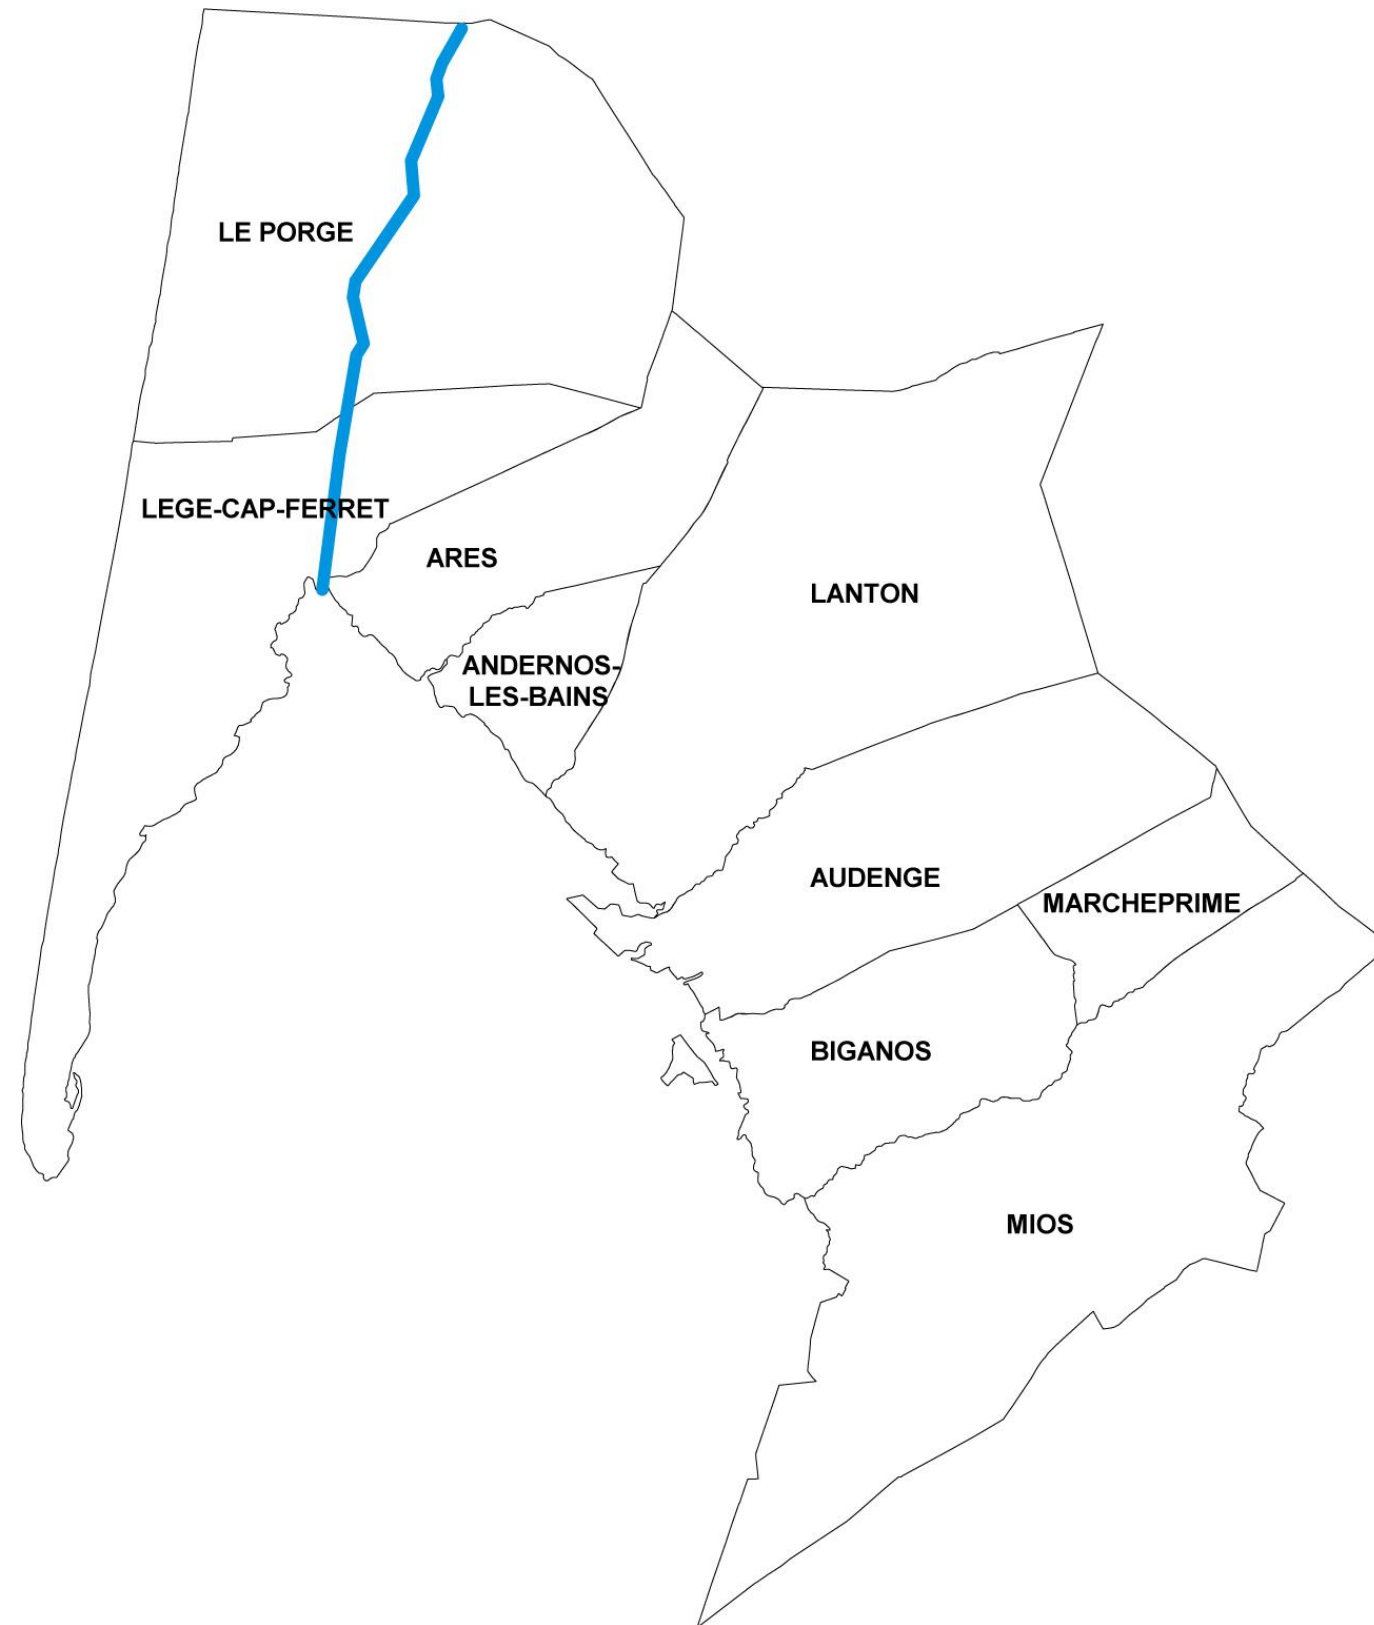 LE PORGE
LEGE-CAP-FERRET
ARES
LANTON
ANDERNOS-
LES-BAINS
AUDENGE
MARCHEPRIME
BIGANOS
MIOS